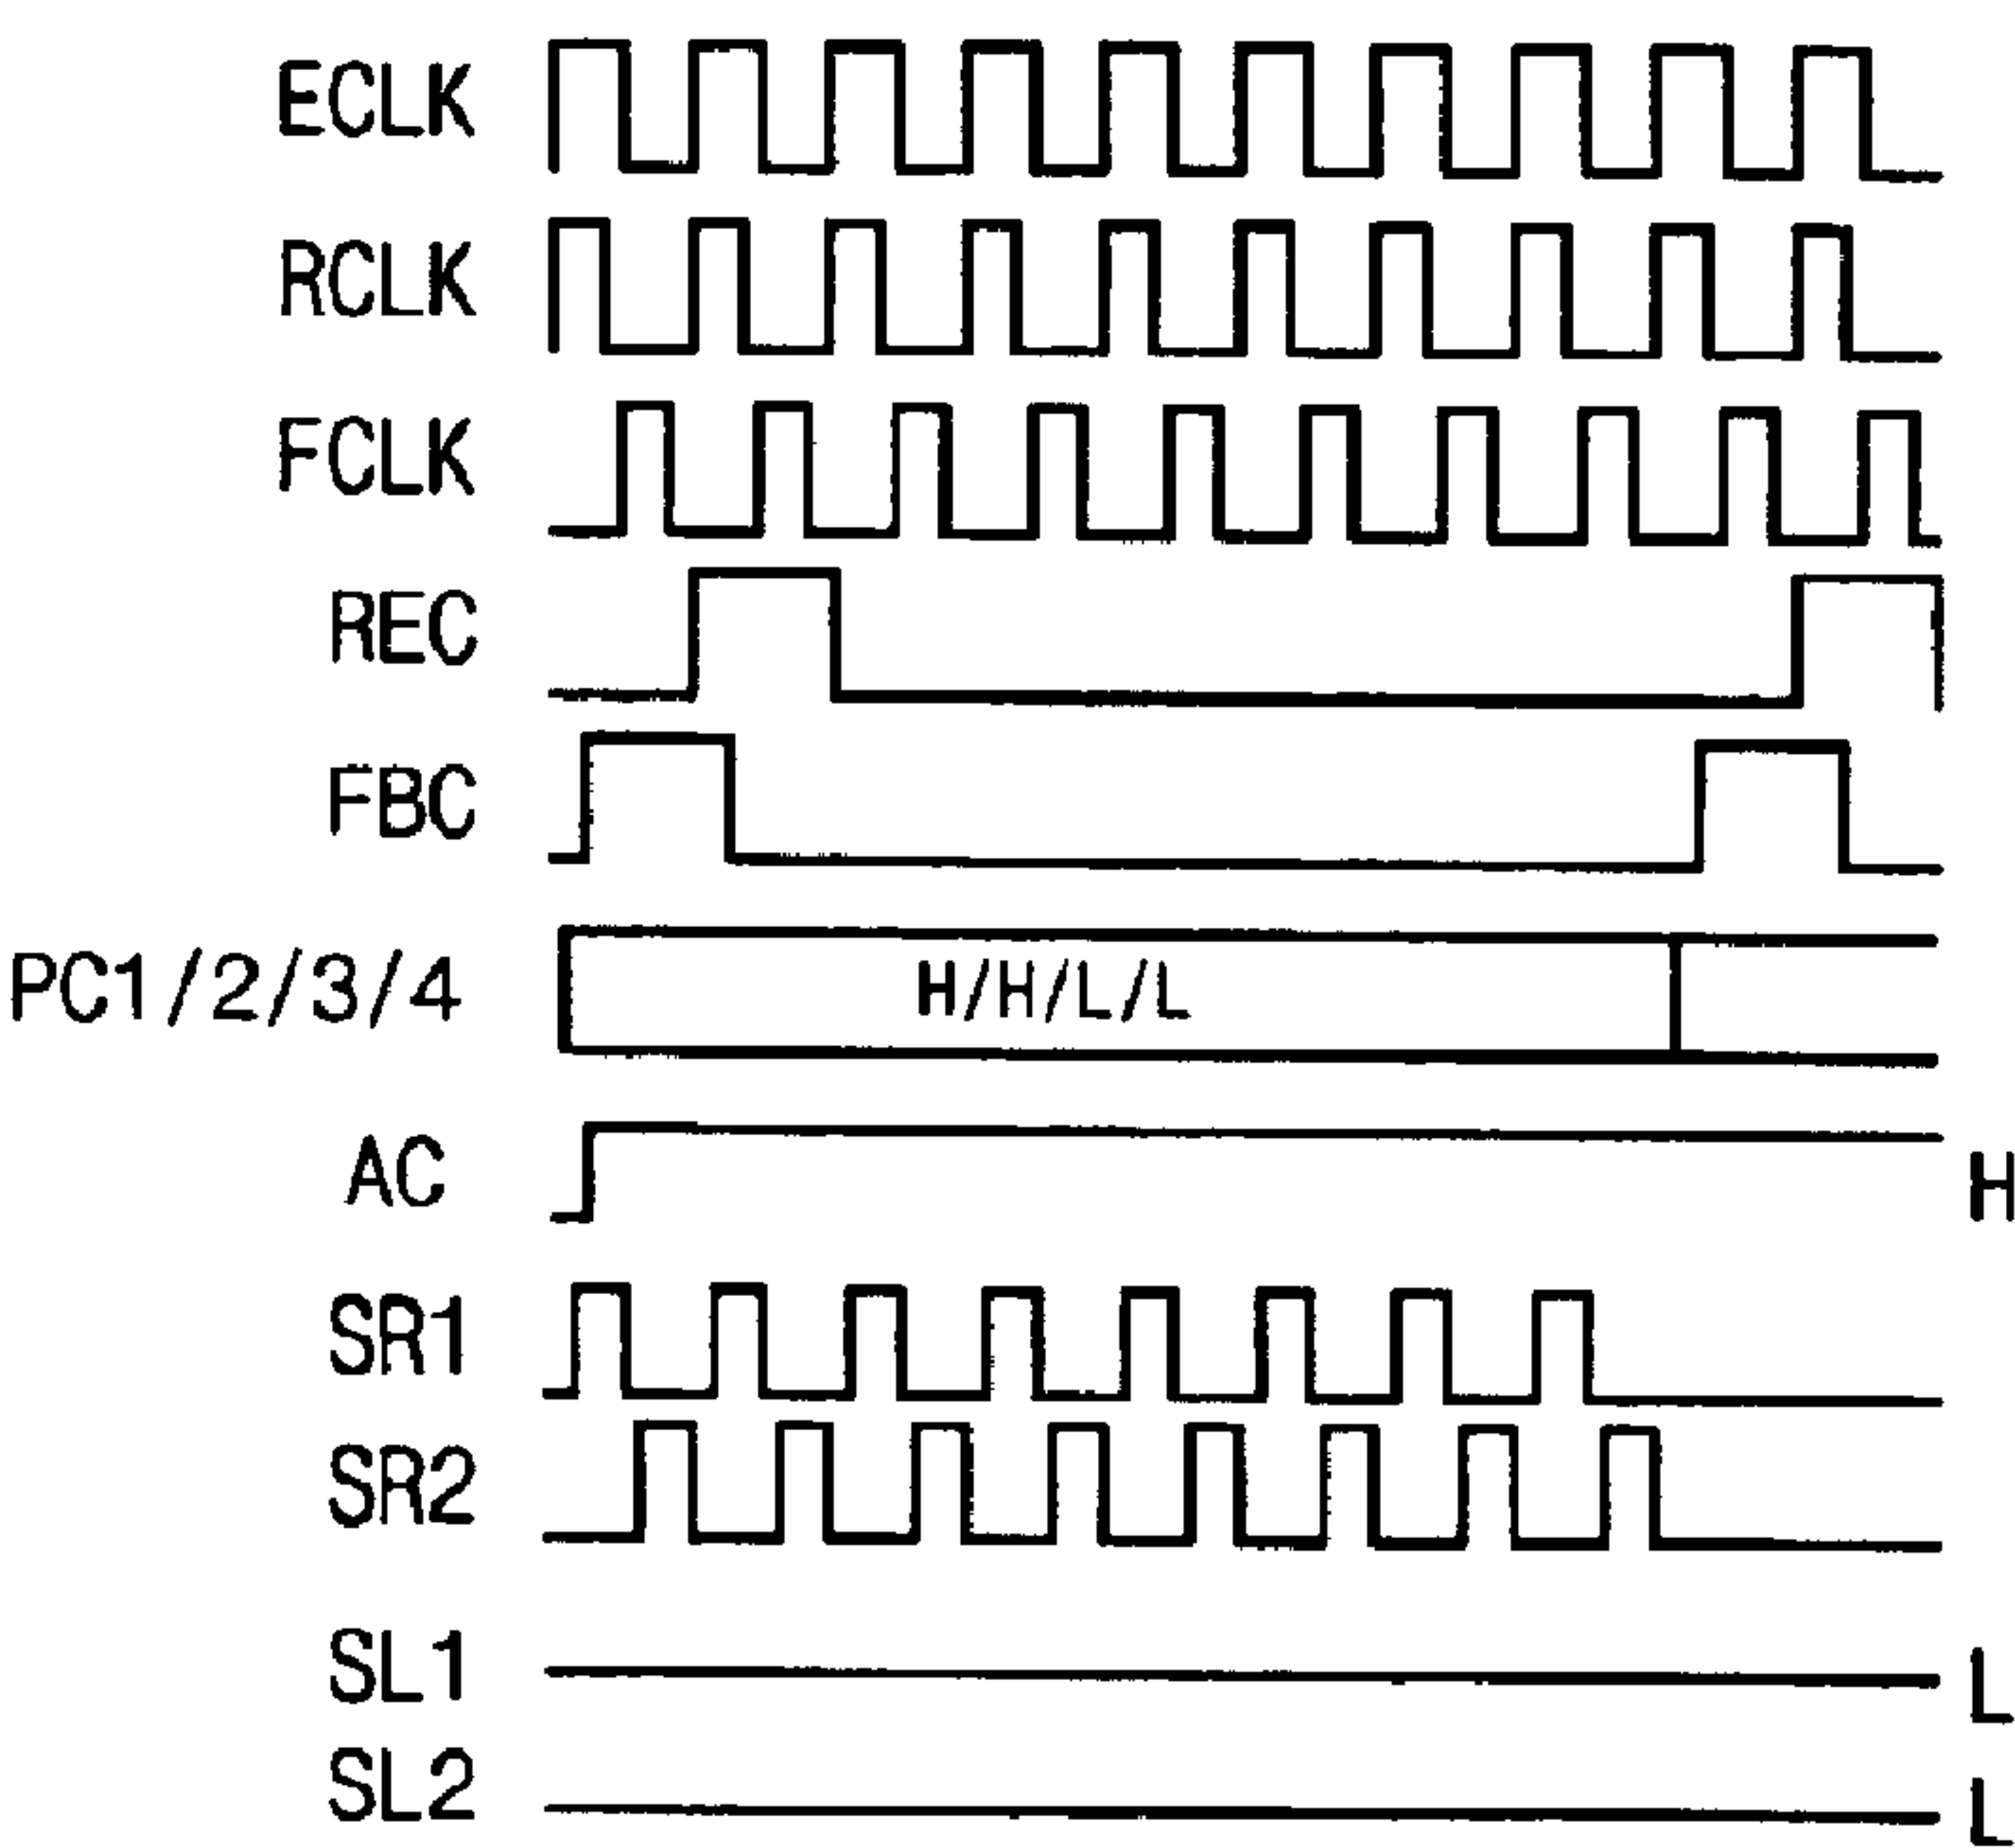 ECLK
RCLK
FCLK
REC
FBC
PC1/2/3/4 H/H/L/L
AC H
SR1
SR2
SL1 L
SL2 L